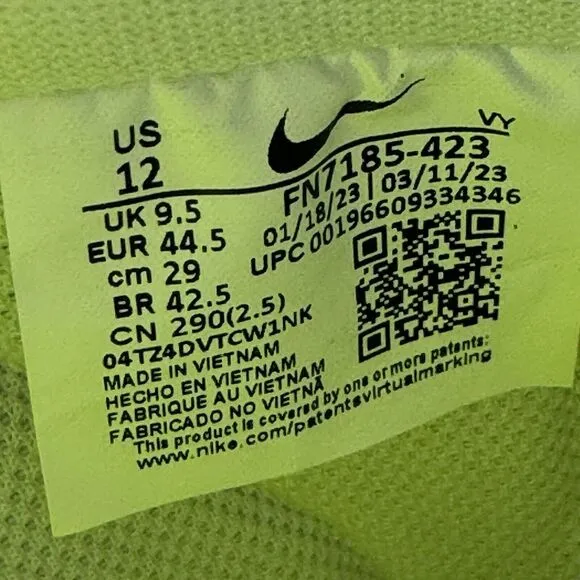 US
12
VY
FN7185-423
01/18/23 | 03/11/23
UPC 00196609334346
UK 9.5
EUR 44.5
cm 29
BR 42.5
CN 290(2.5)
04TZ4DVTCW1NK
MADE IN VIETNAM
HECHO EN VIETNAM
FABRIQUE AU VIETNAM
FABRICADO NO VIETNÃ
This product is covered by one or more patents:
www.nike.com/patentsvirtualmarking